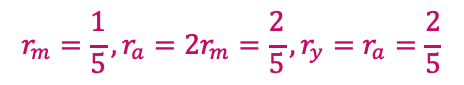 r_m = 1/5, r_a = 2r_m = 2/5, r_y = r_a = 2/5